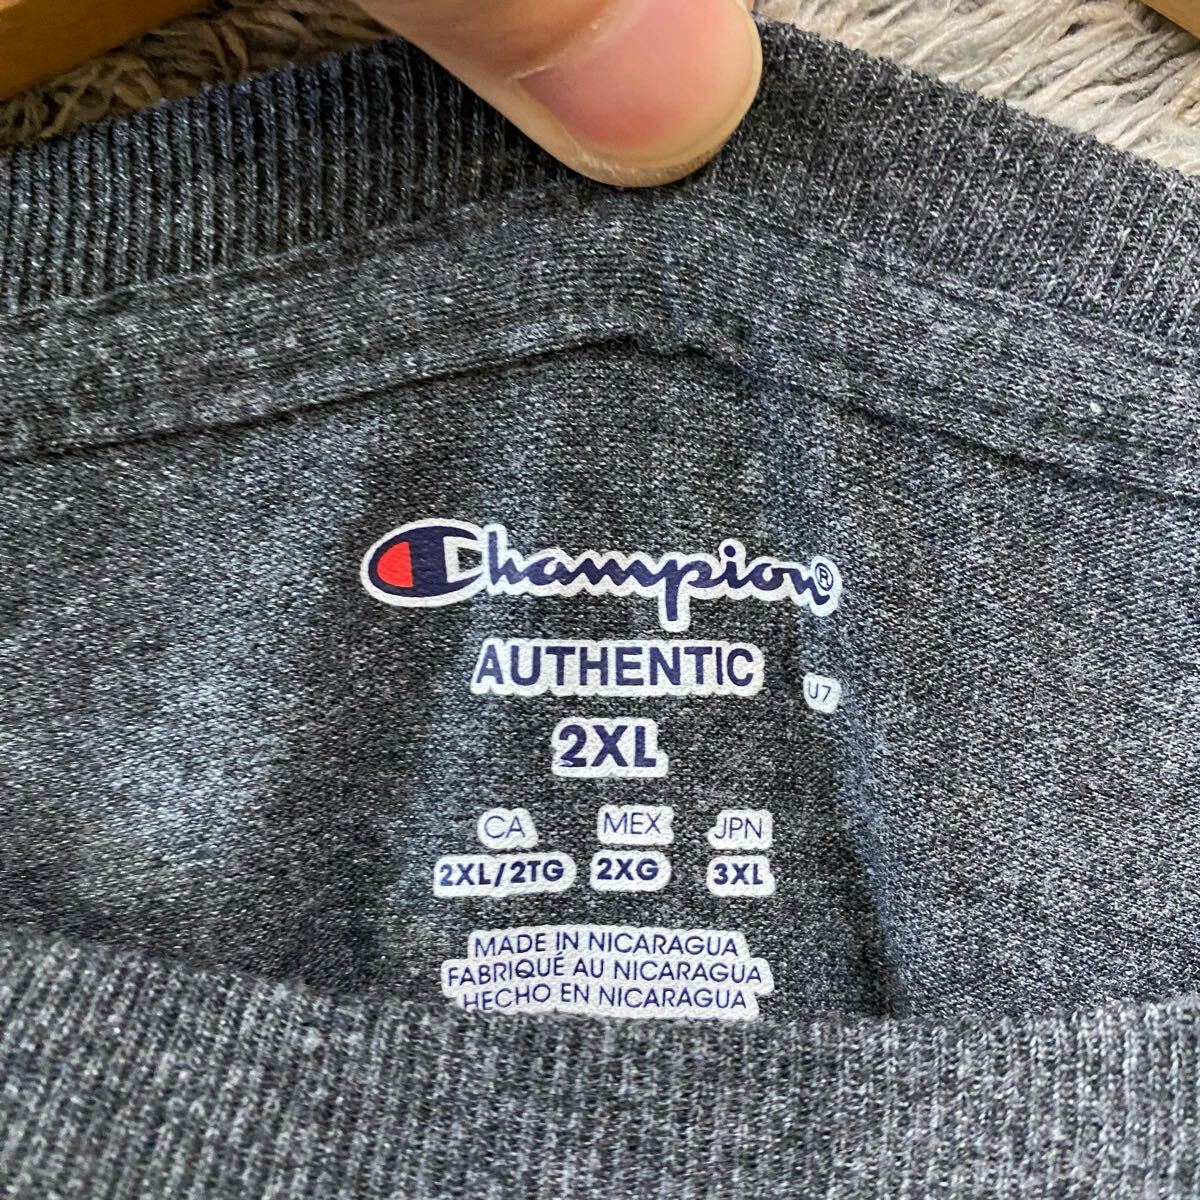 Champion®
AUTHENTIC
U7
2XL
CA MEX JPN
2XL/2TG 2XG 3XL
MADE IN NICARAGUA
FABRIQUÉ AU NICARAGUA
HECHO EN NICARAGUA